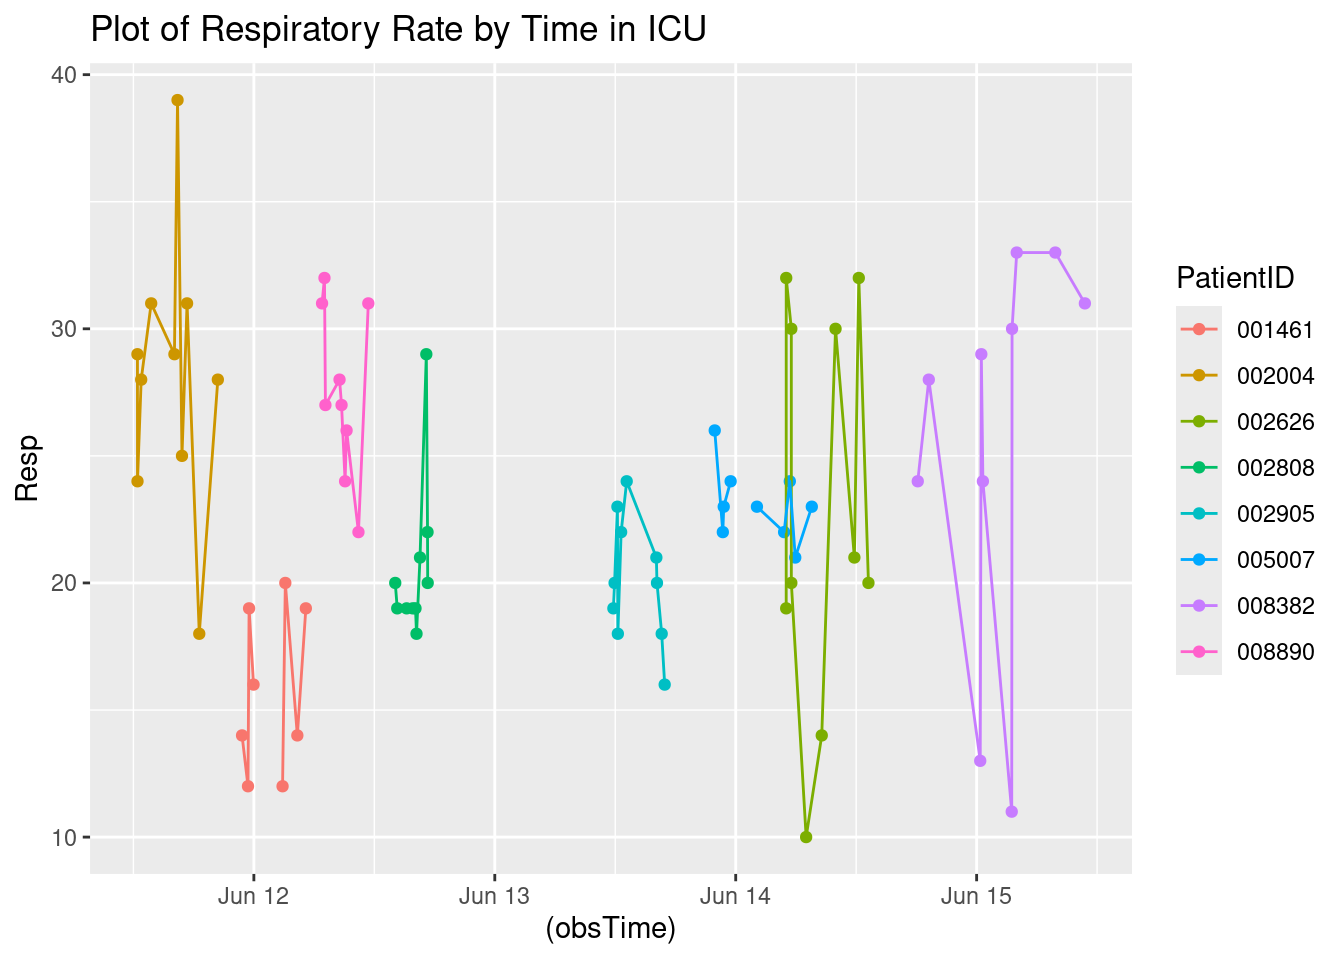 Plot of Respiratory Rate by Time in ICU
40
30
20
10
Resp
Jun 12
Jun 13
Jun 14
Jun 15
(obsTime)
PatientID
001461
002004
002626
002808
002905
005007
008382
008890